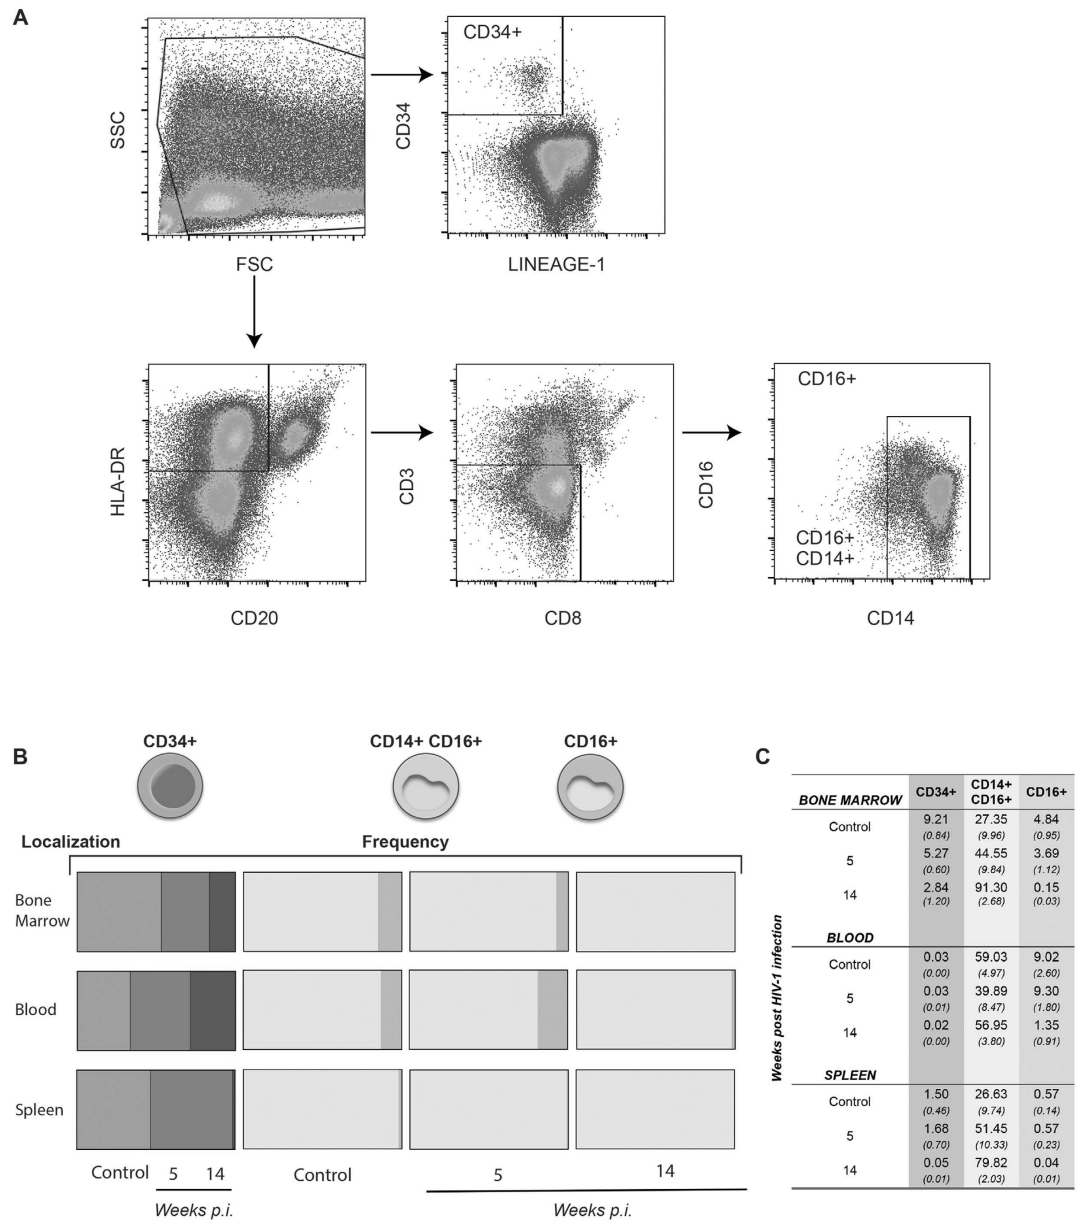 A
SSC
FSC
CD34
CD34+
LINEAGE-1
HLA-DR
CD20
CD3
CD8
CD16
CD16+
CD16+
CD14+
CD14
B
CD34+
CD14+ CD16+
CD16+
Localization
Frequency
Bone
Marrow
Blood
Spleen
Control 5 14
Control
5
14
Weeks p.i.
Weeks p.i.
C
Weeks post HIV-1 infection
BONE MARROW CD34+ CD14+ CD16+ CD16+
Control 9.21 27.35 4.84
(0.84) (9.96) (0.95)
5 5.27 44.55 3.69
(0.60) (9.84) (1.12)
14 2.84 91.30 0.15
(1.20) (2.68) (0.03)
BLOOD
Control 0.03 59.03 9.02
(0.00) (4.97) (2.60)
5 0.03 39.89 9.30
(0.01) (8.47) (1.80)
14 0.02 56.95 1.35
(0.00) (3.80) (0.91)
SPLEEN
Control 1.50 26.63 0.57
(0.46) (9.74) (0.14)
5 1.68 51.45 0.57
(0.70) (10.33) (0.23)
14 0.05 79.82 0.04
(0.01) (2.03) (0.01)